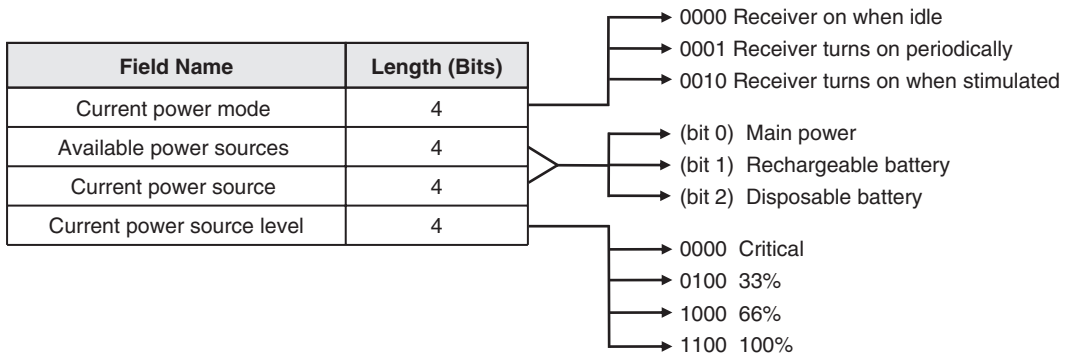 Field Name Length (Bits)
Current power mode 4
Available power sources 4
Current power source 4
Current power source level 4
0000 Receiver on when idle
0001 Receiver turns on periodically
0010 Receiver turns on when stimulated
(bit 0) Main power
(bit 1) Rechargeable battery
(bit 2) Disposable battery
0000 Critical
0100 33%
1000 66%
1100 100%